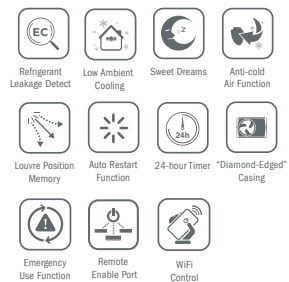 EC
z z
Refrigerant
Leakage Detect
Low Ambient
Cooling
Sweet Dreams
Anti-cold
Air Function
24h
Louvre Position
Memory
Auto Restart
Function
24-hour Timer
"Diamond-Edged"
Casing
Emergency
Use Function
Remote
Enable Port
WiFi
Control